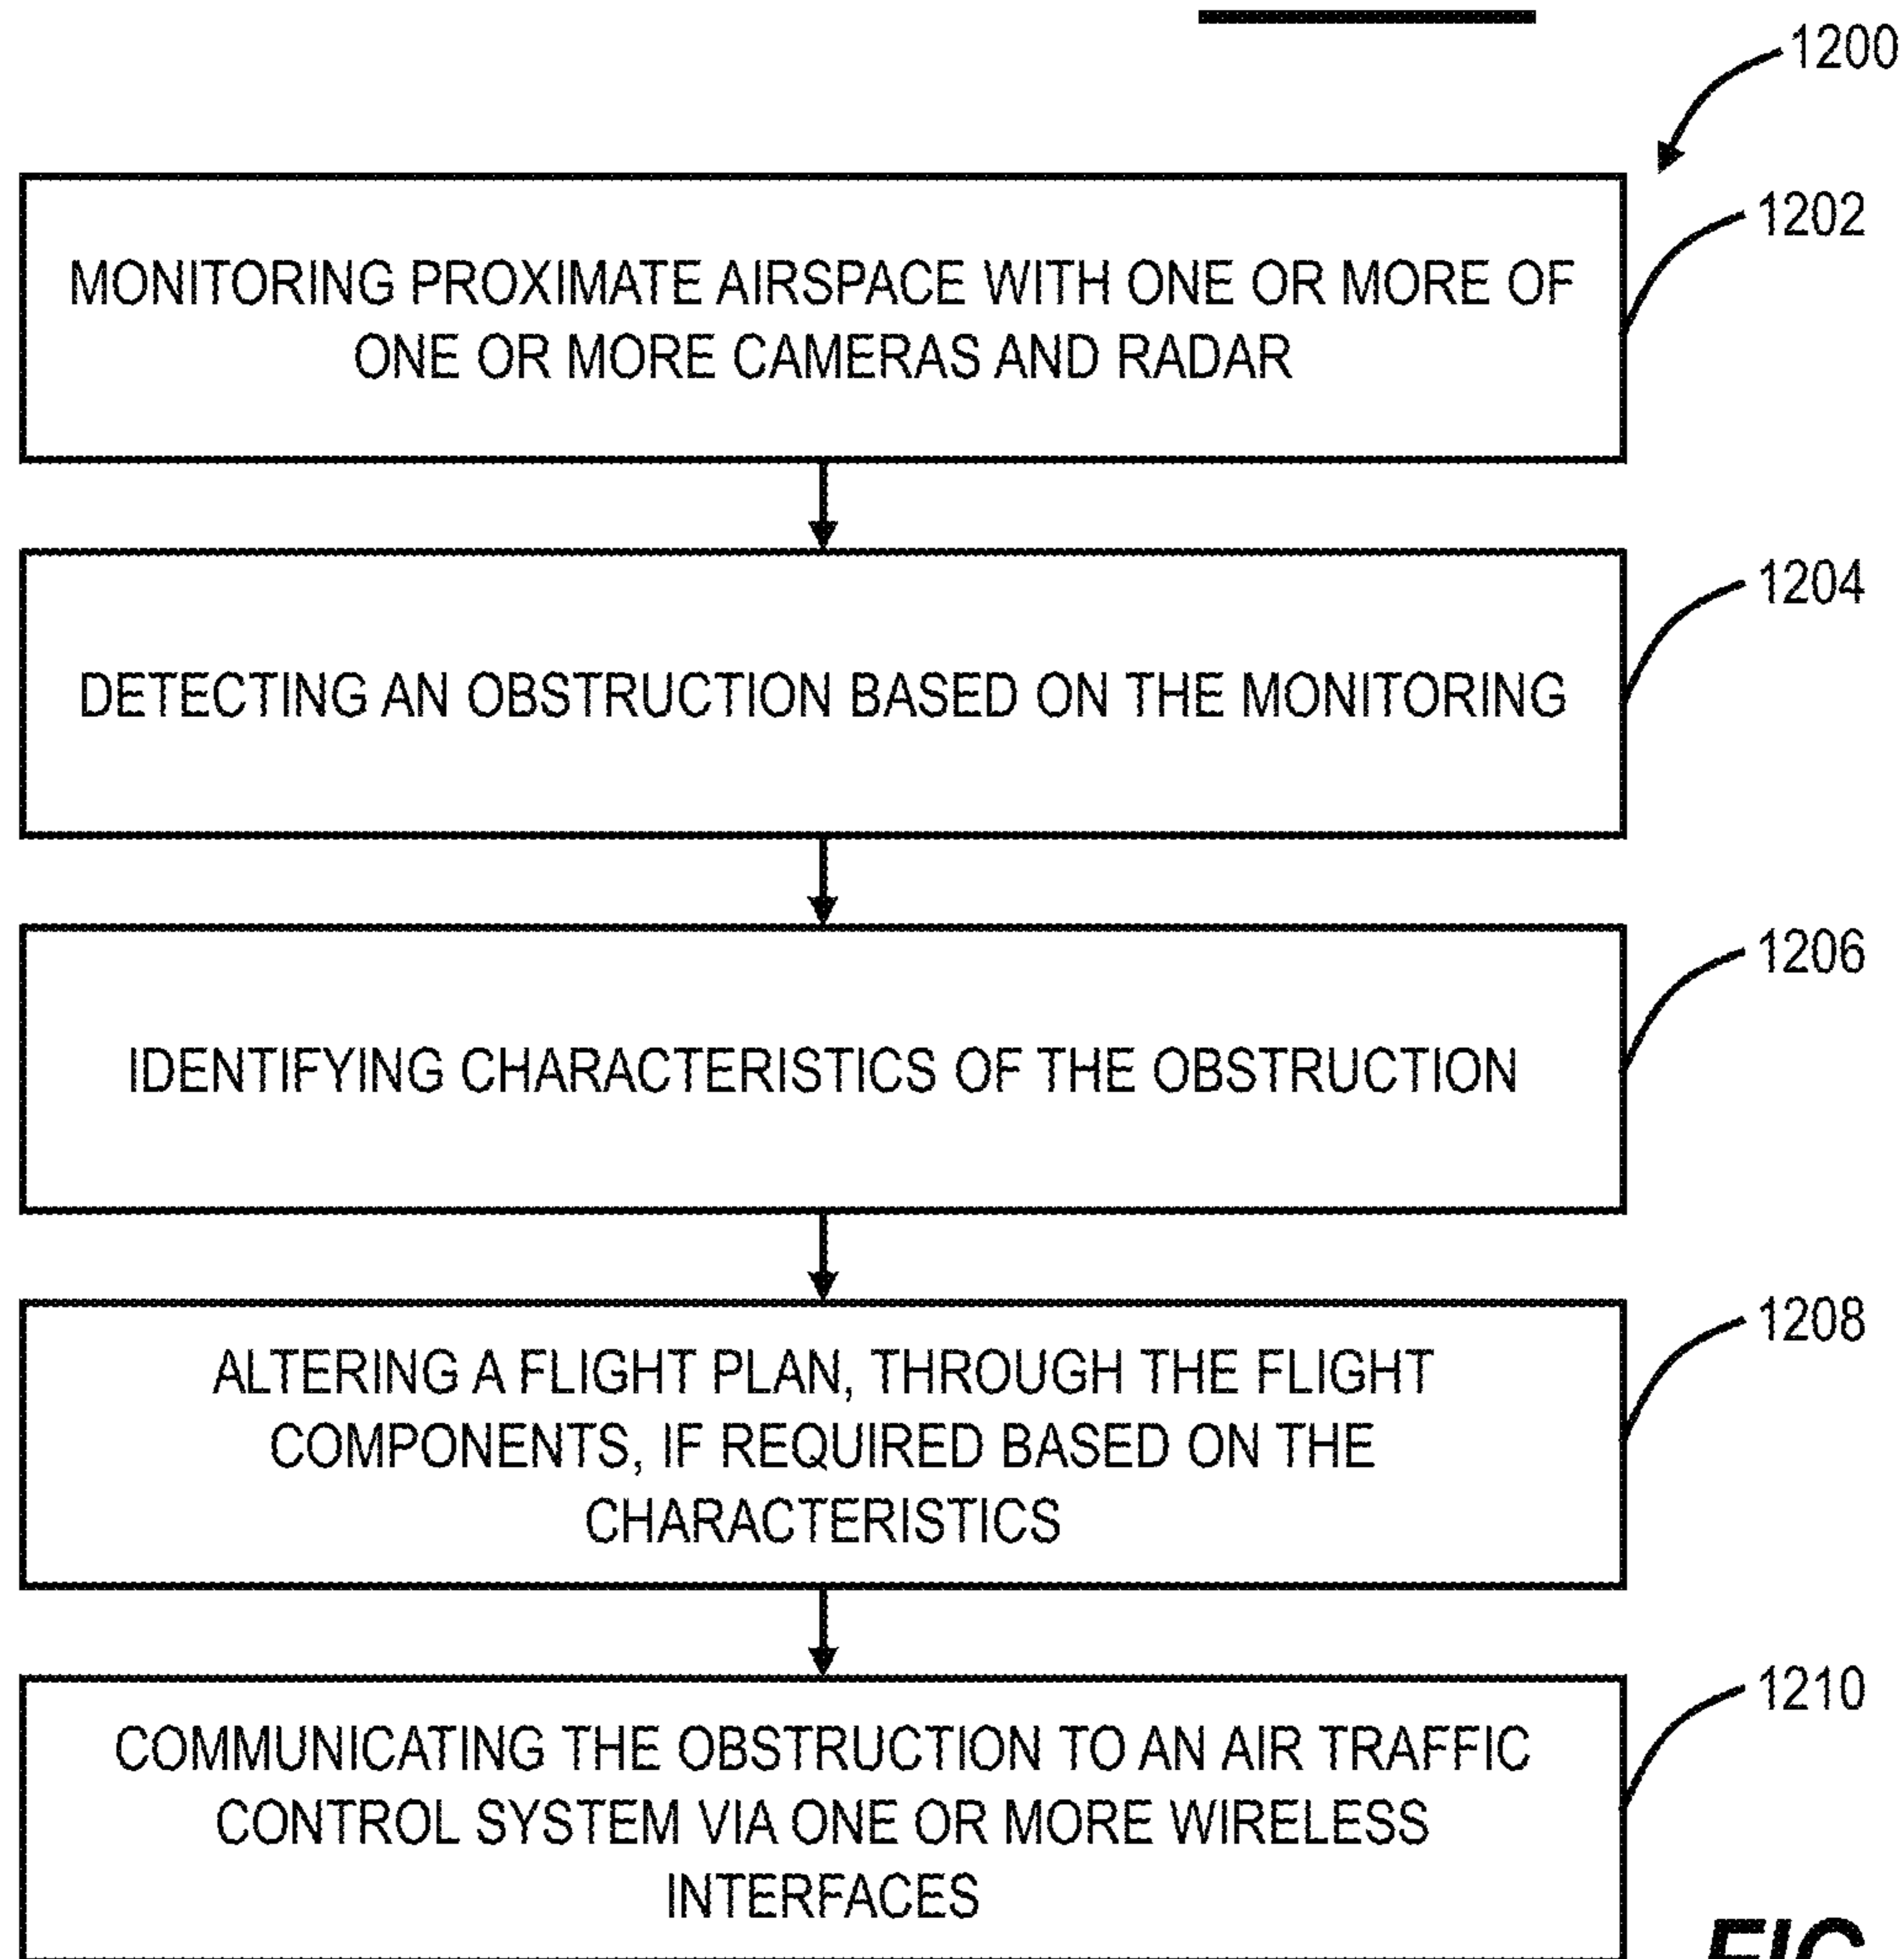 1200
1202
MONITORING PROXIMATE AIRSPACE WITH ONE OR MORE OF
ONE OR MORE CAMERAS AND RADAR
1204
DETECTING AN OBSTRUCTION BASED ON THE MONITORING
1206
IDENTIFYING CHARACTERISTICS OF THE OBSTRUCTION
1208
ALTERING A FLIGHT PLAN, THROUGH THE FLIGHT
COMPONENTS, IF REQUIRED BASED ON THE
CHARACTERISTICS
1210
COMMUNICATING THE OBSTRUCTION TO AN AIR TRAFFIC
CONTROL SYSTEM VIA ONE OR MORE WIRELESS
INTERFACES